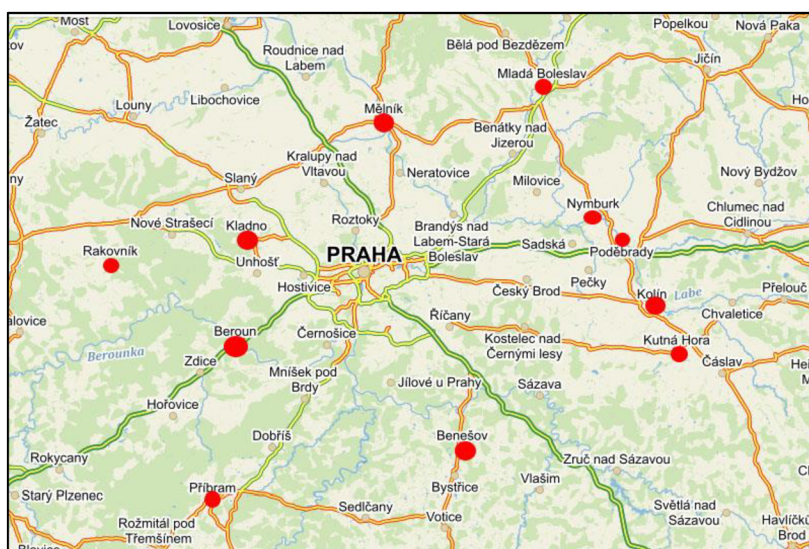 Most
Lovosice
Popelkou
Nová Paka
Bělá pod Bezdězem
Roudnice nad
Labem
Jičín
Mladá Boleslav
Libochovice
Louny
Mělník
Žatec
Benátky nad
Jizerou
Kralupy nad
Vltavou
Neratovice
Slaný
Milovice
Nový Bydžov
Nymburk
Chlumec nad
Cidlinou
Roztoky
Brandýs nad
Labem-Stará
Boleslav
Nové Strašecí
Kladno
Sadská
Poděbrady
Rakovník
PRAHA
Unhošť
Hostivice
Pečky
Český Brod
Kolín
Labe
Přelouč
Chvaletice
Říčany
Beroun
Černošice
Kostelec nad
Černými lesy
Kutná Hora
Berounka
Zdice
Čáslav
Mníšek pod
Brdy
Jílové u Prahy
Sázava
Hořovice
Dobříš
Benešov
Rokycany
Zruč nad Sázavou
Příbram
Bystřice
Vlašim
Starý Plzenec
Sedlčany
Votice
Světlá nad
Sázavou
Rožmitál pod
Třemšínem
Havlíčků
Brod